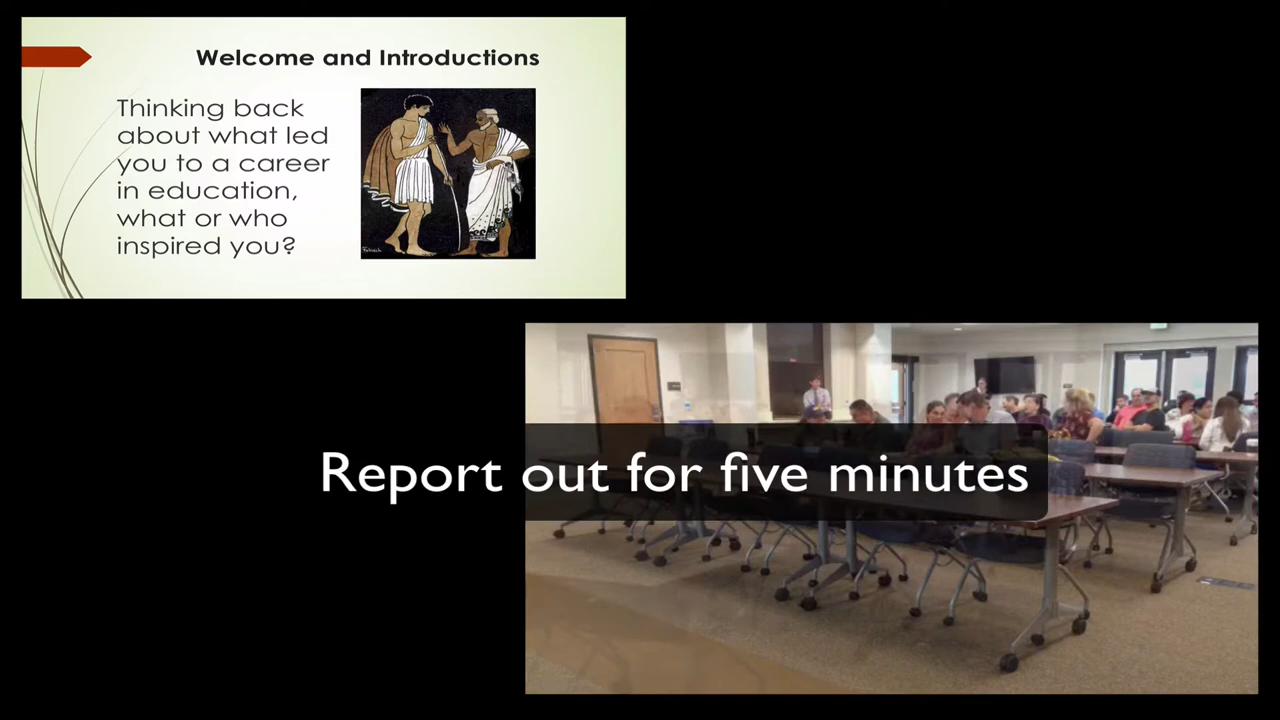 Welcome and Introductions
Thinking back
about what led
you to a career
in education,
what or who
inspired you?
Report out for five minutes